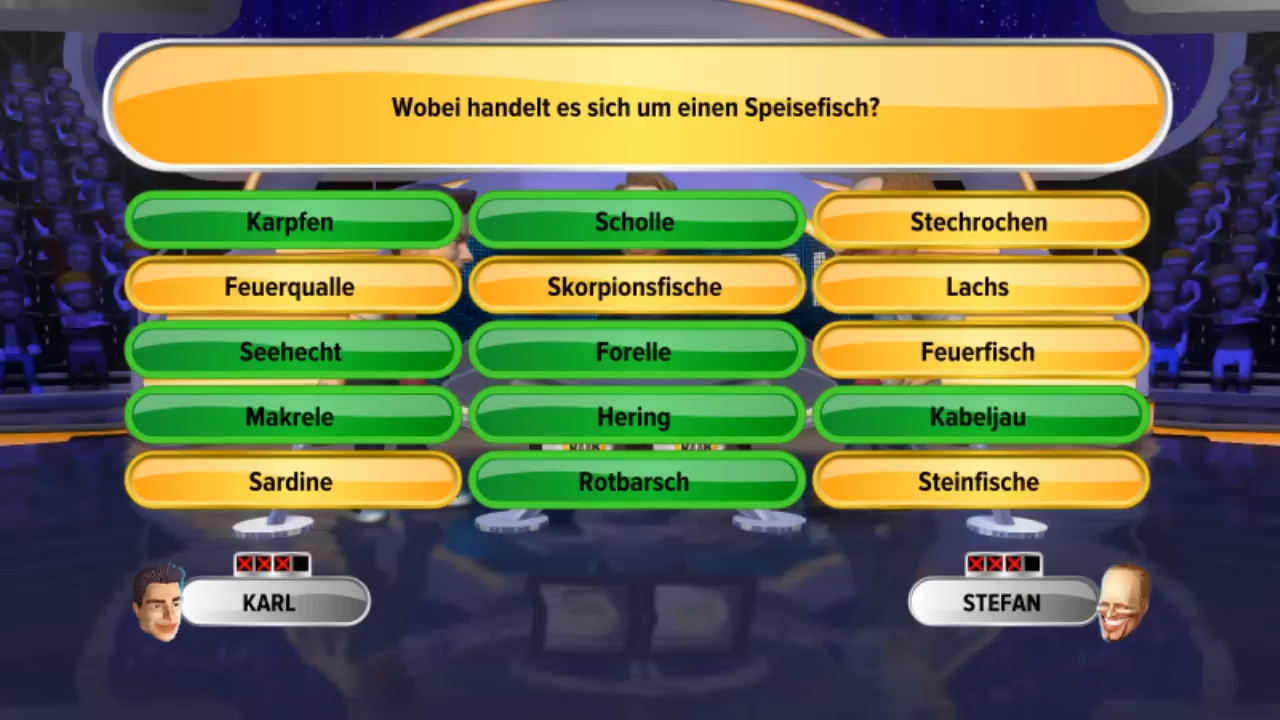 Wobei handelt es sich um einen Speisefisch?
Karpfen
Scholle
Stechrochen
Feuerqualle
Skorpionsfische
Lachs
Seehecht
Forelle
Feuerfisch
Makrele
Hering
Kabeljau
Sardine
Rotbarsch
Steinfische
KARL
STEFAN